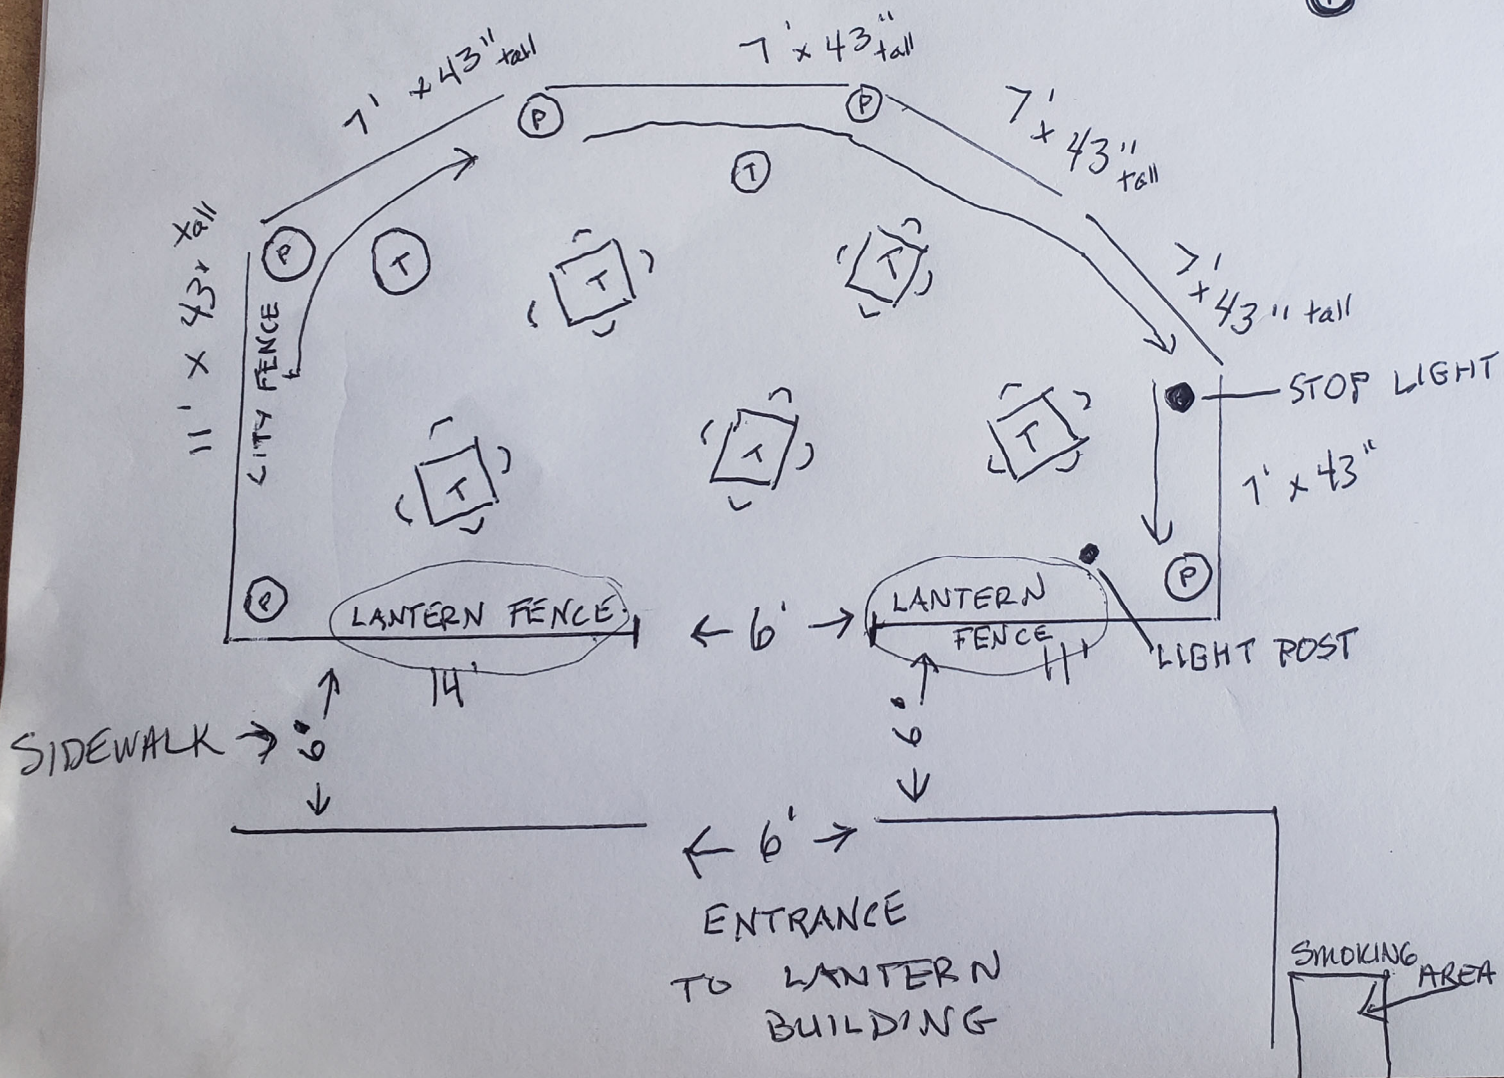 P
7' x 43" tall
7' x 43" tall
7' x 43" tall
7' x 43" tall
11' x 43" tall
CITY FENCE
P
P
P
T
T
T
T
STOP LIGHT
7' x 43"
T
T
T
P
P
LANTERN FENCE
14'
← 6' →
LANTERN
FENCE
11'
LIGHT POST
SIDEWALK → 6'
6'
← 6' →
ENTRANCE
TO LANTERN
BUILDING
SMOKING
AREA